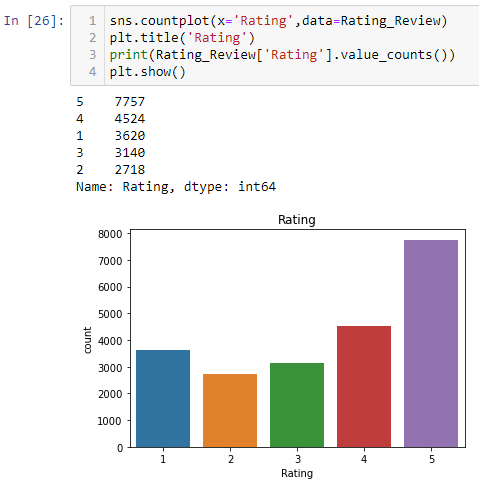 In [26]:
1 sns.countplot(x='Rating',data=Rating_Review)
2 plt.title('Rating')
3 print(Rating_Review['Rating'].value_counts())
4 plt.show()
5 7757
4 4524
1 3620
3 3140
2 2718
Name: Rating, dtype: int64
Rating
8000
7000
6000
5000
4000
3000
2000
1000
0
count
1 2 3 4 5
Rating